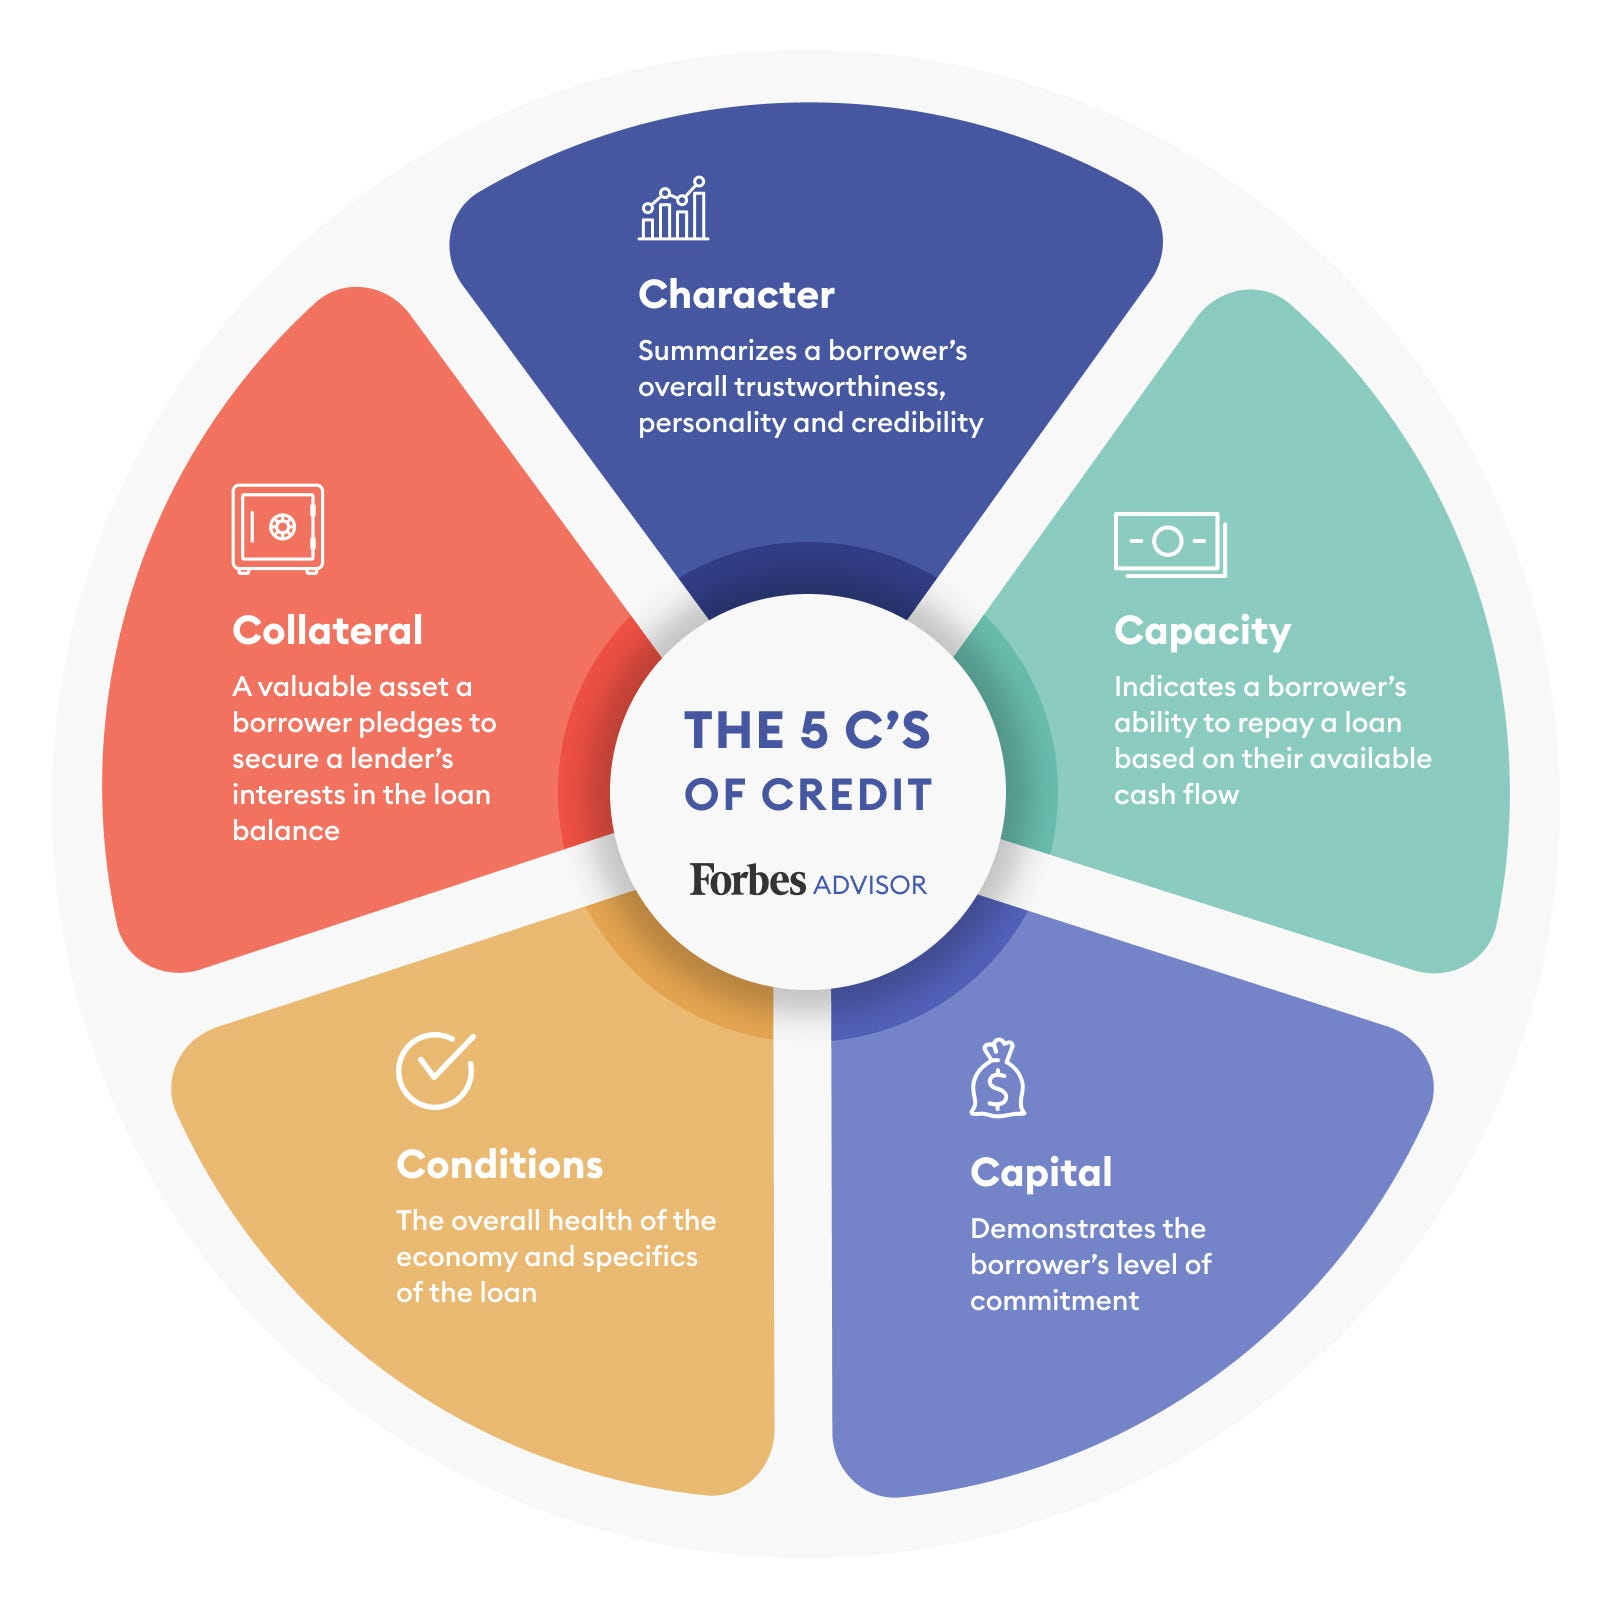 Character
Summarizes a borrower’s
overall trustworthiness,
personality and credibility
Capacity
Indicates a borrower’s
ability to repay a loan
based on their available
cash flow
Capital
Demonstrates the
borrower’s level of
commitment
Conditions
The overall health of the
economy and specifics
of the loan
Collateral
A valuable asset a
borrower pledges to
secure a lender’s
interests in the loan
balance
THE 5 C’S
OF CREDIT
Forbes ADVISOR
$